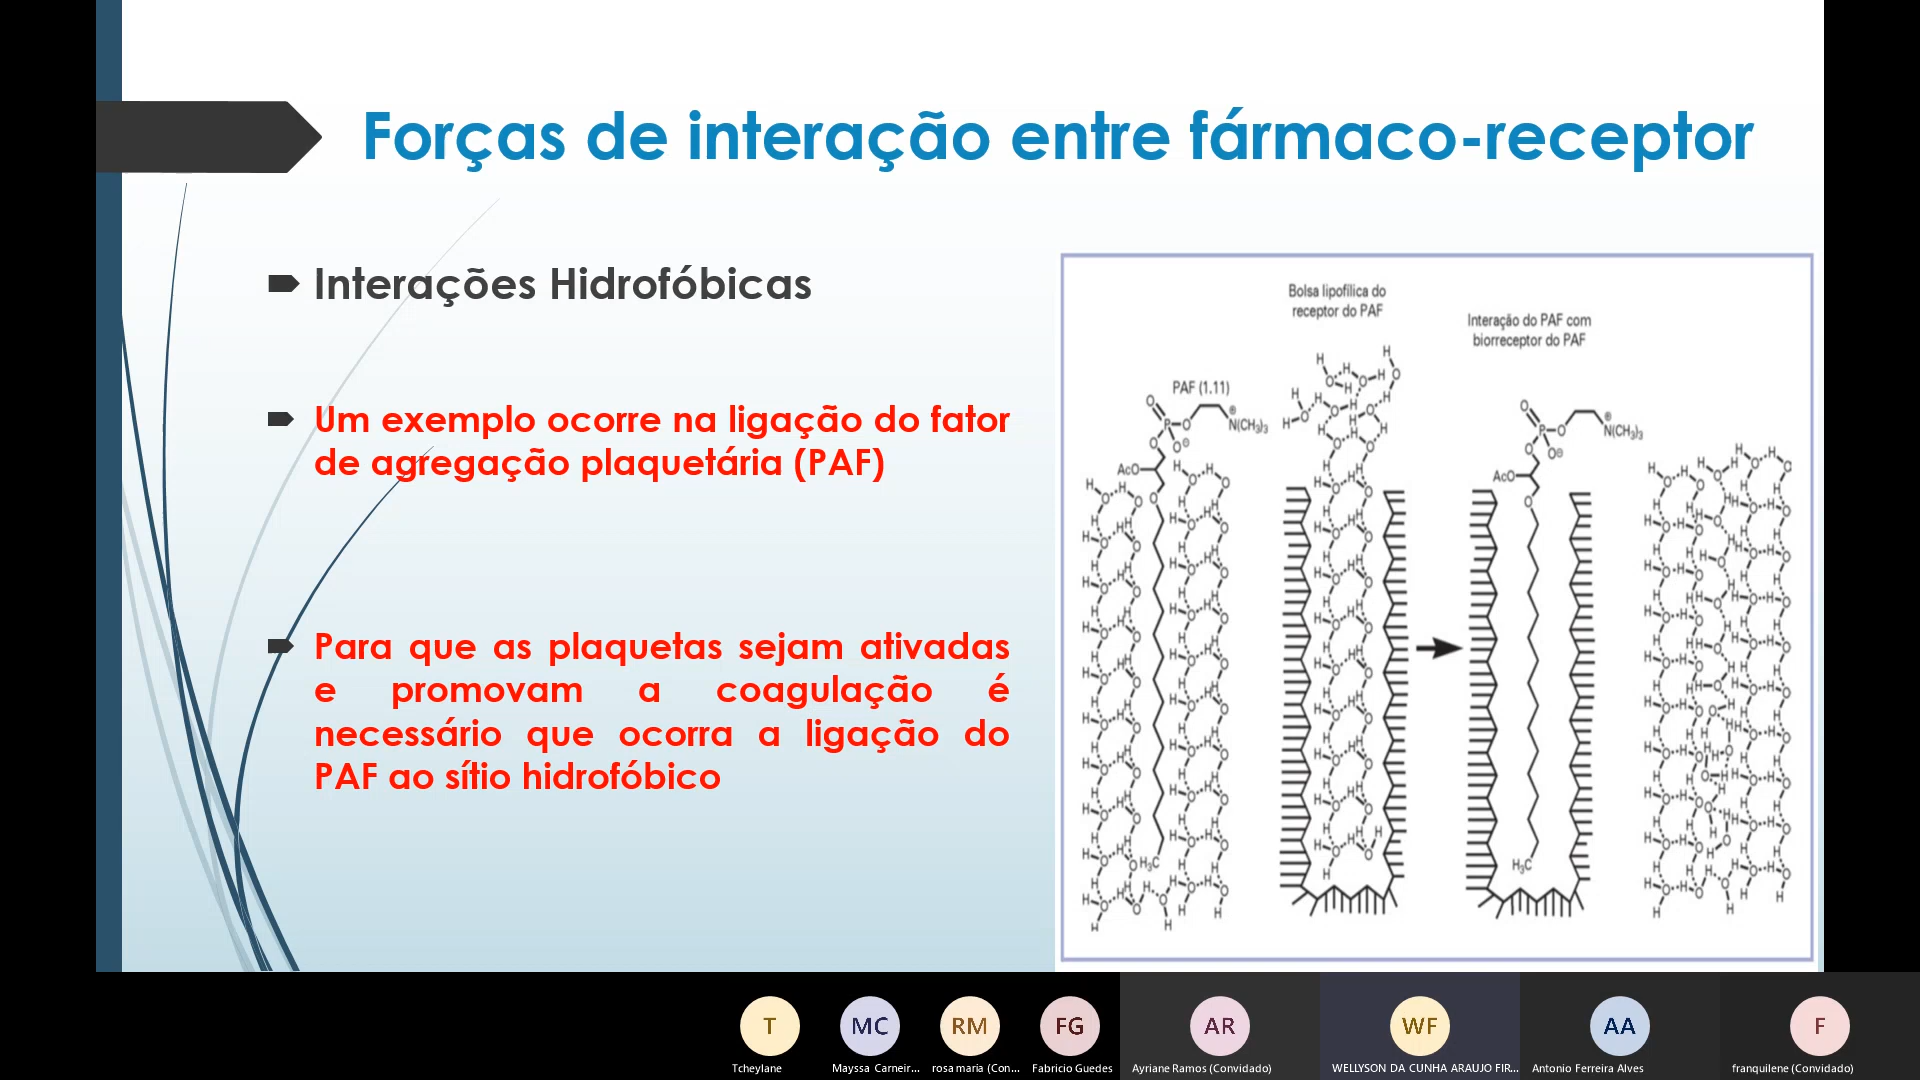 Forças de interação entre fármaco-receptor
Interações Hidrofóbicas
Um exemplo ocorre na ligação do fator
de agregação plaquetária (PAF)
Para que as plaquetas sejam ativadas
e promovam a coagulação é
necessário que ocorra a ligação do
PAF ao sítio hidrofóbico
Bolsa lipofílica do
receptor do PAF
Interação do PAF com
biorreceptor do PAF
PAF (1.11)
N(CH₃)₃
AcO
H₃C
N(CH₃)₃
AcO
H₃C
T
MC
RM
FG
AR
WF
AA
F
Tcheylane
Mayssa Carneir...
rosa maria (Con...
Fabricio Guedes
Ayriane Ramos (Convidado)
WELLYSON DA CUNHA ARAUJO FIR...
Antonio Ferreira Alves
franquilene (Convidado)